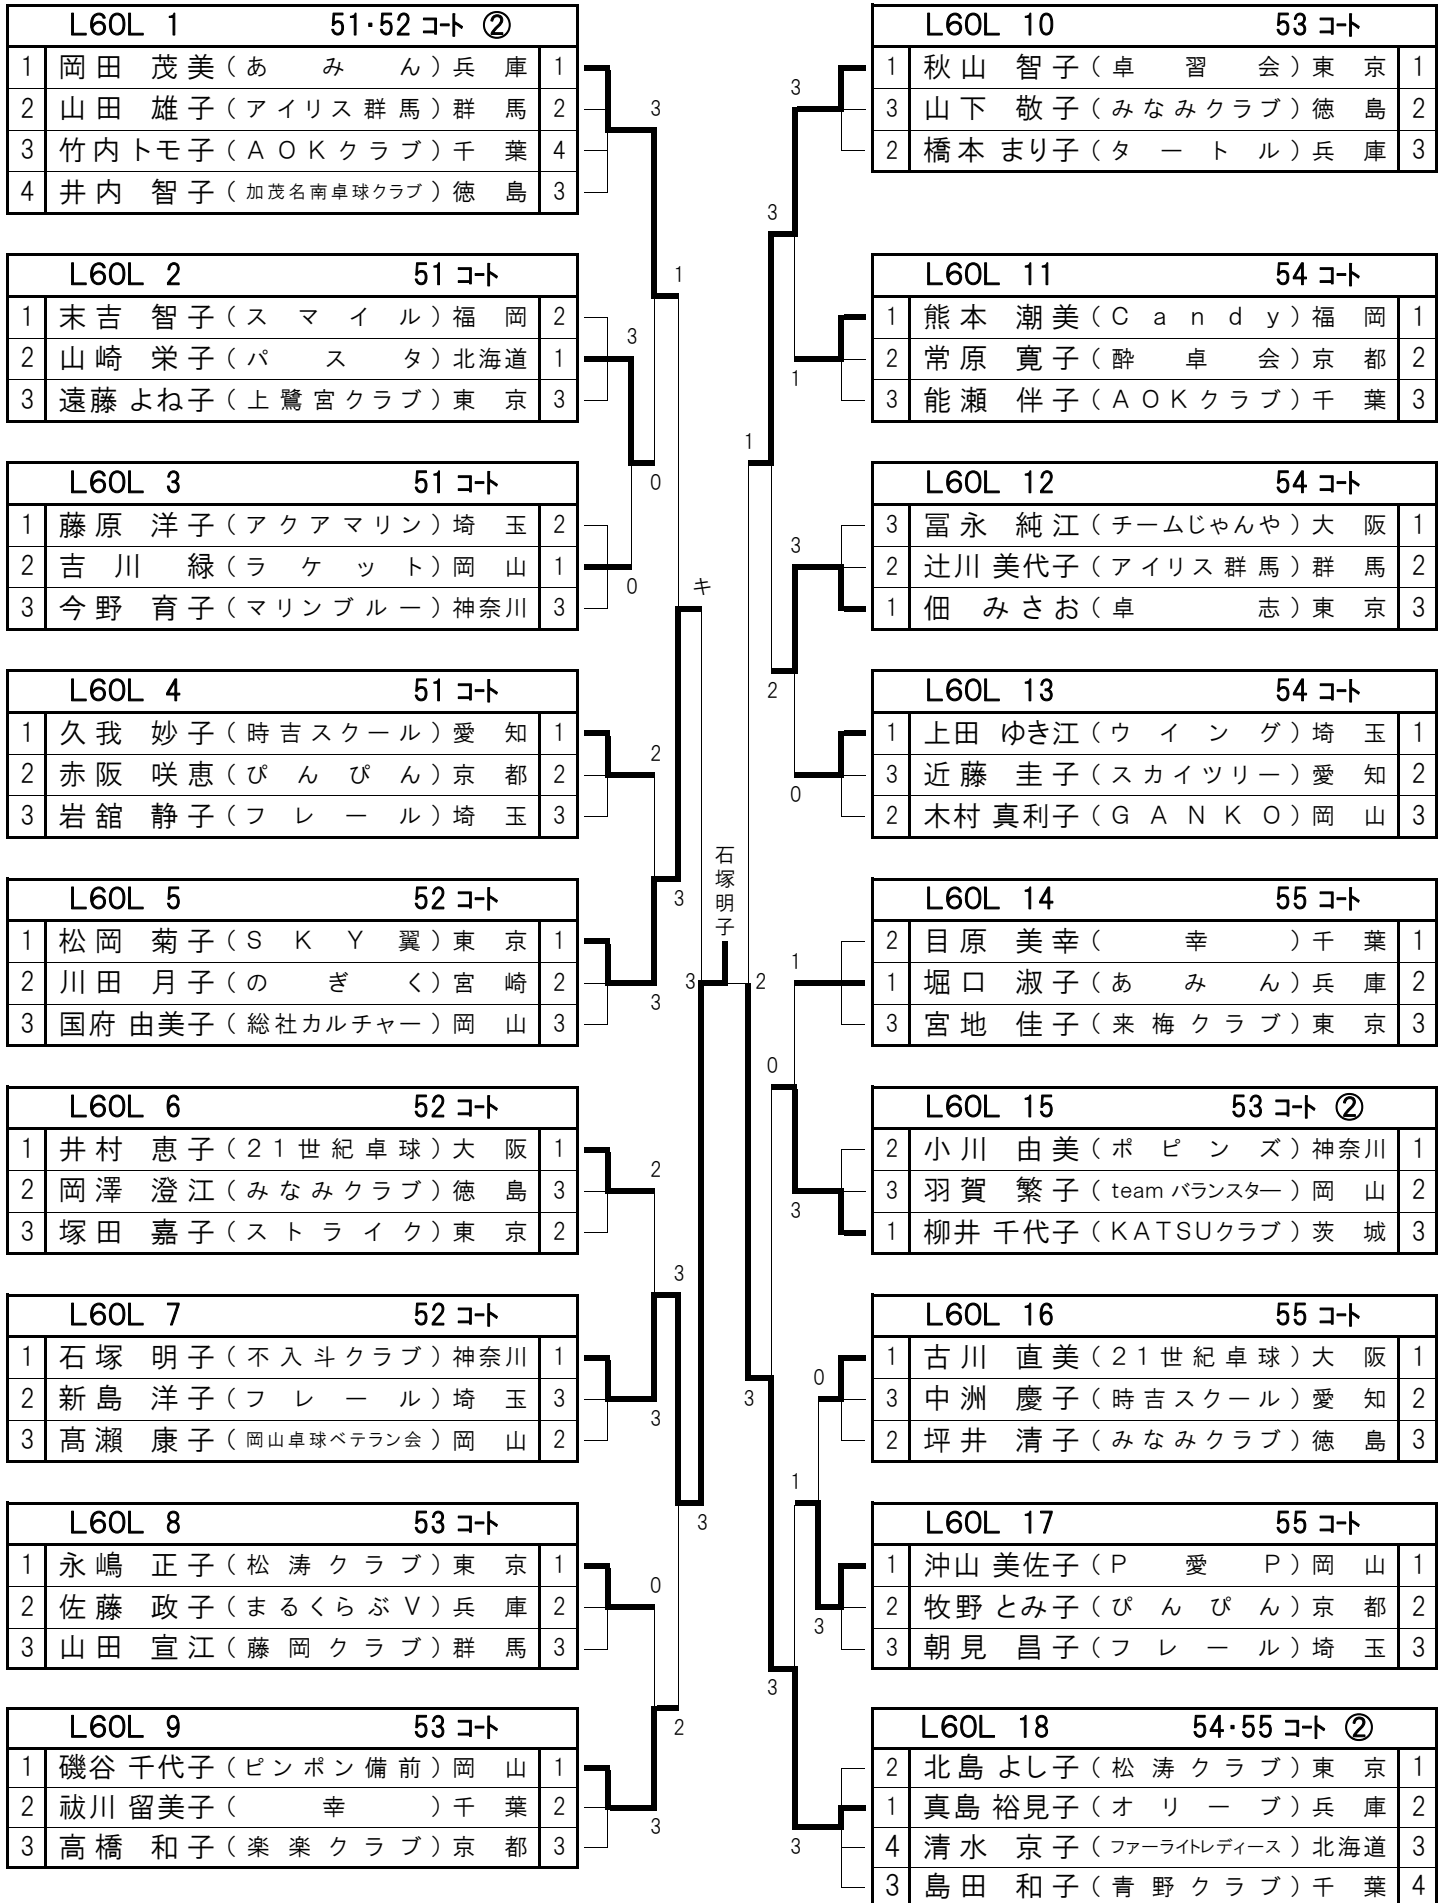 L60L 1 51・52 コート ②
1 岡田 茂美 (あみん) 兵庫 1
2 山田 雄子 (アイリス群馬) 群馬 2
3 竹内 トモ子 (AOKクラブ) 千葉 4
4 井内 智子 (加茂名南卓球クラブ) 徳島 3
3
L60L 2 51 コート
1 末吉 智子 (スマイル) 福岡 2
2 山崎 栄子 (パスタ) 北海道 1
3 遠藤 よね子 (上鷺宮クラブ) 東京 3
1
3
0
L60L 3 51 コート
1 藤原 洋子 (アクアマリン) 埼玉 2
2 吉川 緑 (ラケット) 岡山 1
3 今野 育子 (マリンブルー) 神奈川 3
0
キ
L60L 4 51 コート
1 久我 妙子 (時吉スクール) 愛知 1
2 赤阪 咲恵 (ぴんぴん) 京都 2
3 岩舘 静子 (フレール) 埼玉 3
2
3
L60L 5 52 コート
1 松岡 菊子 (SKY翼) 東京 1
2 川田 月子 (のぎく) 宮崎 2
3 国府 由美子 (総社カルチャー) 岡山 3
3
3
石塚明子
2
L60L 6 52 コート
1 井村 恵子 (21世紀卓球) 大阪 1
2 岡澤 澄江 (みなみクラブ) 徳島 3
3 塚田 嘉子 (ストライク) 東京 2
2
3
L60L 7 52 コート
1 石塚 明子 (不入斗クラブ) 神奈川 1
2 新島 洋子 (フレール) 埼玉 3
3 髙瀨 康子 (岡山卓球ベテラン会) 岡山 2
3
3
L60L 8 53 コート
1 永嶋 正子 (松涛クラブ) 東京 1
2 佐藤 政子 (まるくらぶV) 兵庫 2
3 山田 宣江 (藤岡クラブ) 群馬 3
0
2
L60L 9 53 コート
1 磯谷 千代子 (ピンポン備前) 岡山 1
2 祓川 留美子 (幸) 千葉 2
3 高橋 和子 (楽楽クラブ) 京都 3
3
L60L 10 53 コート
1 秋山 智子 (卓習会) 東京 1
3 山下 敬子 (みなみクラブ) 徳島 2
2 橋本 まり子 (タートル) 兵庫 3
3
3
L60L 11 54 コート
1 熊本 潮美 (Candy) 福岡 1
2 常原 寛子 (酔卓会) 京都 2
3 能瀬 伴子 (AOKクラブ) 千葉 3
1
1
L60L 12 54 コート
3 冨永 純江 (チームじゃんや) 大阪 1
2 辻川 美代子 (アイリス群馬) 群馬 2
1 佃 みさお (卓志) 東京 3
3
2
L60L 13 54 コート
1 上田 ゆき江 (ウイング) 埼玉 1
3 近藤 圭子 (スカイツリー) 愛知 2
2 木村 真利子 (GANKO) 岡山 3
0
L60L 14 55 コート
2 目原 美幸 (幸) 千葉 1
1 堀口 淑子 (あみん) 兵庫 2
3 宮地 佳子 (来梅クラブ) 東京 3
1
0
L60L 15 53 コート ②
2 小川 由美 (ポピンズ) 神奈川 1
3 羽賀 繁子 (team バランスター) 岡山 2
1 柳井 千代子 (KATSUクラブ) 茨城 3
3
L60L 16 55 コート
1 古川 直美 (21世紀卓球) 大阪 1
3 中洲 慶子 (時吉スクール) 愛知 2
2 坪井 清子 (みなみクラブ) 徳島 3
0
3
1
L60L 17 55 コート
1 沖山 美佐子 (P愛P) 岡山 1
2 牧野 とみ子 (ぴんぴん) 京都 2
3 朝見 昌子 (フレール) 埼玉 3
3
3
L60L 18 54・55 コート ②
2 北島 よし子 (松涛クラブ) 東京 1
1 真島 裕見子 (オリーブ) 兵庫 2
4 清水 京子 (ファーライトレディース) 北海道 3
3 島田 和子 (青野クラブ) 千葉 4
3